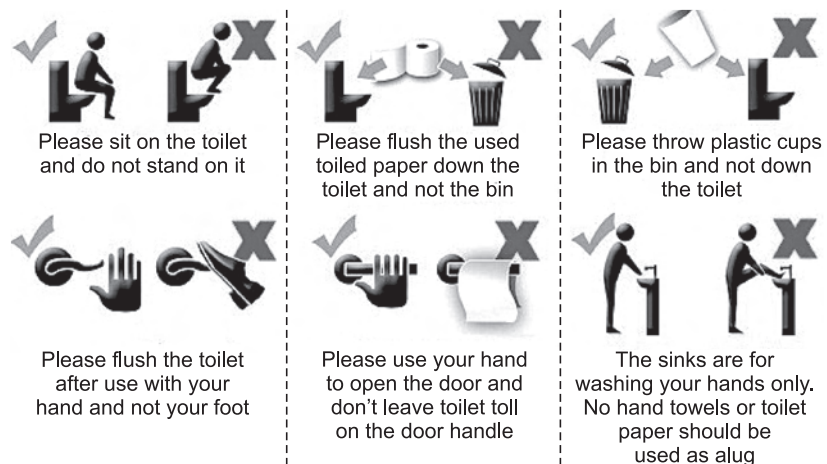 Please sit on the toilet
and do not stand on it
Please flush the used
toiled paper down the
toilet and not the bin
Please throw plastic cups
in the bin and not down
the toilet
Please flush the toilet
after use with your
hand and not your foot
Please use your hand
to open the door and
don't leave toilet toll
on the door handle
The sinks are for
washing your hands only.
No hand towels or toilet
paper should be
used as alug